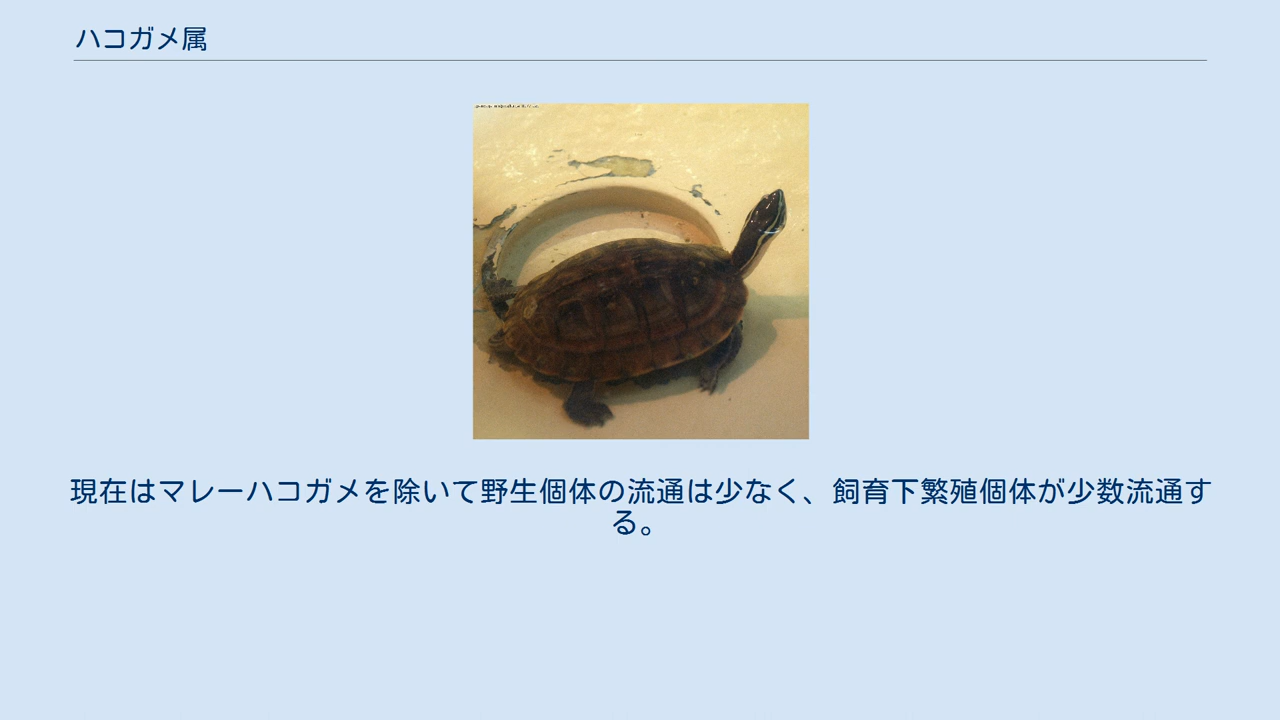 ハコガメ属
現在はマレーハコガメを除いて野生個体の流通は少なく、飼育下繁殖個体が少数流通す
る。